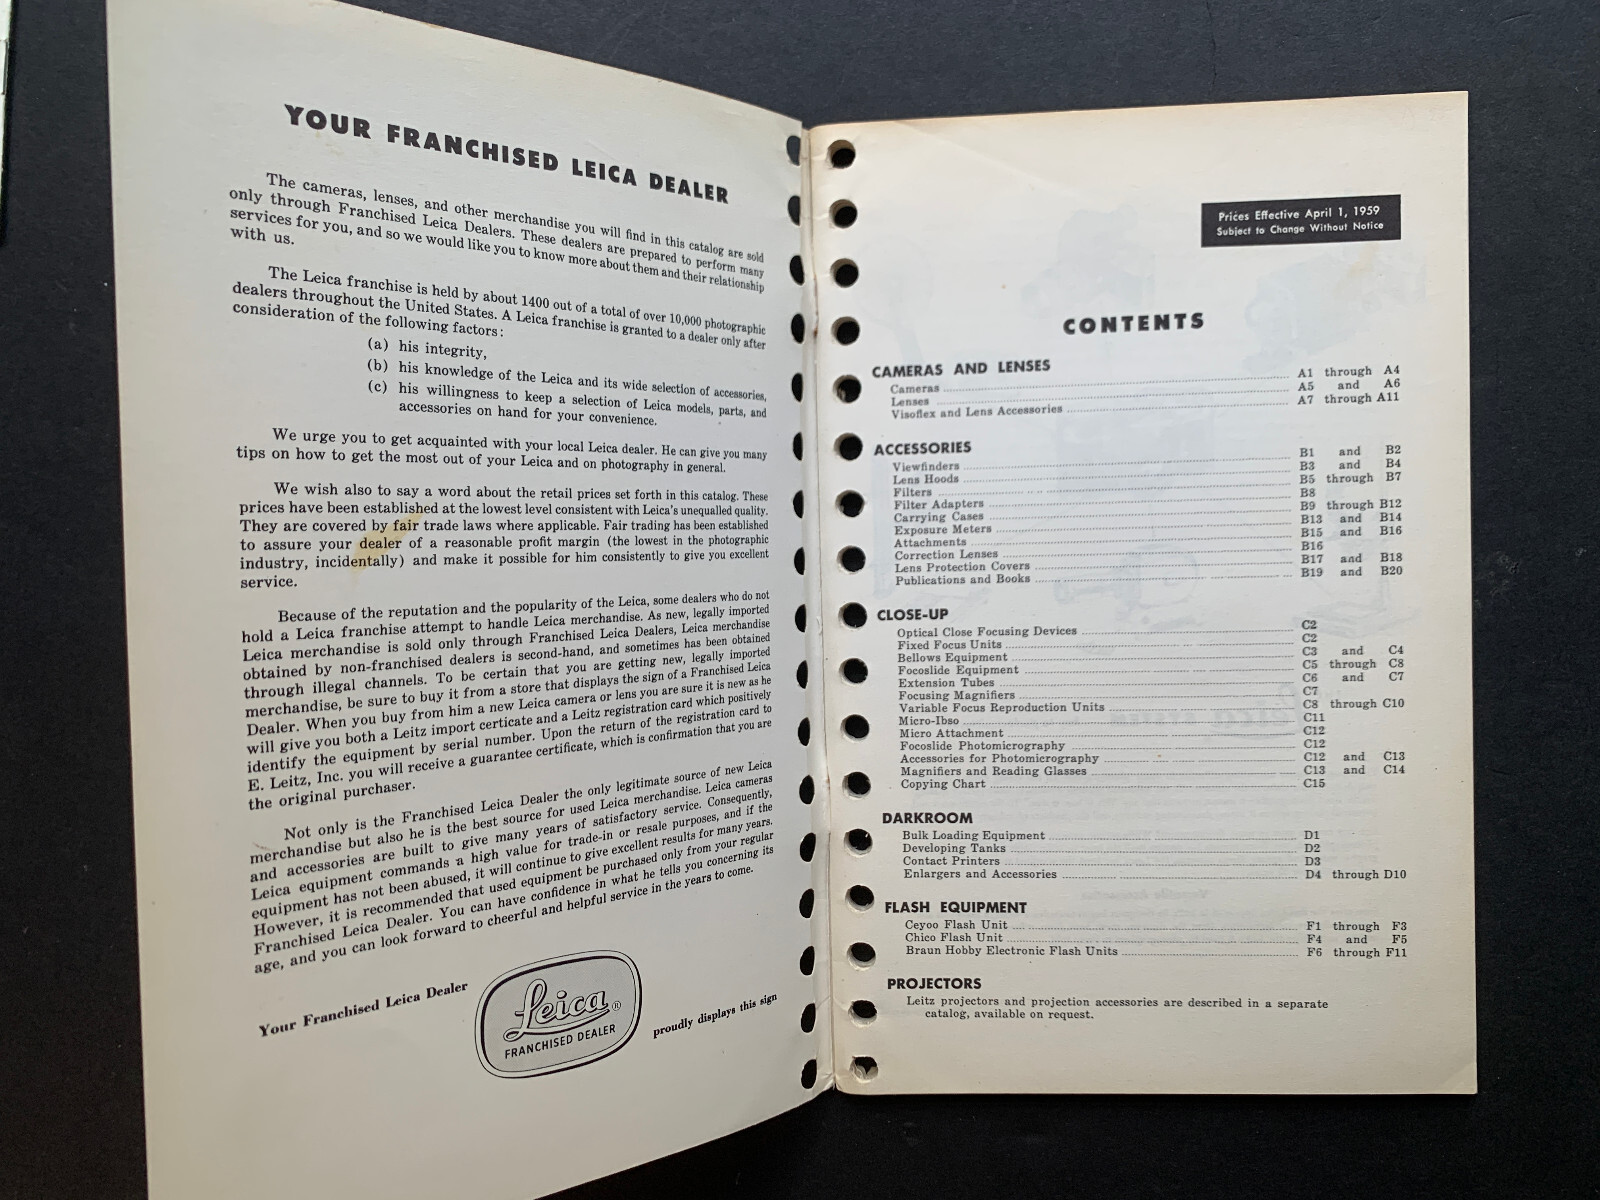 YOUR FRANCHISED LEICA DEALER
The cameras, lenses, and other merchandise you will find in this catalog are sold
only through Franchised Leica Dealers. These dealers are prepared to perform many
services for you, and so we would like you to know more about them and their relationship
with us.
The Leica franchise is held by about 1400 out of a total of over 10,000 photographic
dealers throughout the United States. A Leica franchise is granted to a dealer only after
consideration of the following factors:
(a) his integrity,
(b) his knowledge of the Leica and its wide selection of accessories,
(c) his willingness to keep a selection of Leica models, parts, and
accessories on hand for your convenience.
We urge you to get acquainted with your local Leica dealer. He can give you many
tips on how to get the most out of your Leica and on photography in general.
We wish also to say a word about the retail prices set forth in this catalog. These
prices have been established at the lowest level consistent with Leica's unequalled quality.
They are covered by fair trade laws where applicable. Fair trading has been established
to assure your dealer of a reasonable profit margin (the lowest in the photographic
industry, incidentally) and make it possible for him consistently to give you excellent
service.
Because of the reputation and the popularity of the Leica, some dealers who do not
hold a Leica franchise attempt to handle Leica merchandise. As new, legally imported
Leica merchandise is sold only through Franchised Leica Dealers, Leica merchandise
obtained by non-franchised dealers is second-hand, and sometimes has been obtained
through illegal channels. To be certain that you are getting new, legally imported
merchandise, be sure to buy it from a store that displays the sign of a Franchised Leica
Dealer. When you buy from him a new Leica camera or lens you are sure it is new as he
will give you both a Leitz import certicate and a Leitz registration card which positively
identify the equipment by serial number. Upon the return of the registration card to
E. Leitz, Inc. you will receive a guarantee certificate, which is confirmation that you are
the original purchaser.
Not only is the Franchised Leica Dealer the only legitimate source of new Leica
merchandise but also he is the best source for used Leica merchandise. Leica cameras
and accessories are built to give many years of satisfactory service. Consequently,
Leica equipment commands a high value for trade-in or resale purposes, and if the
equipment has not been abused, it will continue to give excellent results for many years.
However, it is recommended that used equipment be purchased only from your regular
Franchised Leica Dealer. You can have confidence in what he tells you concerning its
age, and you can look forward to cheerful and helpful service in the years to come.
Your Franchised Leica Dealer
Leica ®
FRANCHISED DEALER
proudly displays this sign
Prices Effective April 1, 1959
Subject to Change Without Notice
CONTENTS
CAMERAS AND LENSES
Cameras A1 through A4
Lenses A5 and A6
Visoflex and Lens Accessories A7 through A11
ACCESSORIES
Viewfinders B1 and B2
Lens Hoods B3 and B4
Filters B5 through B7
Filter Adapters B8
Carrying Cases B9 through B12
Exposure Meters B13 and B14
Attachments B15 and B16
Correction Lenses B16
Lens Protection Covers B17 and B18
Publications and Books B19 and B20
CLOSE-UP
Optical Close Focusing Devices C2
Fixed Focus Units C2
Bellows Equipment C3 and C4
Focoslide Equipment C5 through C8
Extension Tubes C6 and C7
Focusing Magnifiers C7
Variable Focus Reproduction Units C8 through C10
Micro-Ibso C11
Micro Attachment C12
Focoslide Photomicrography C12
Accessories for Photomicrography C12 and C13
Magnifiers and Reading Glasses C13 and C14
Copying Chart C15
DARKROOM
Bulk Loading Equipment D1
Developing Tanks D2
Contact Printers D3
Enlargers and Accessories D4 through D10
FLASH EQUIPMENT
Ceyoo Flash Unit F1 through F3
Chico Flash Unit F4 and F5
Braun Hobby Electronic Flash Units F6 through F11
PROJECTORS
Leitz projectors and projection accessories are described in a separate
catalog, available on request.